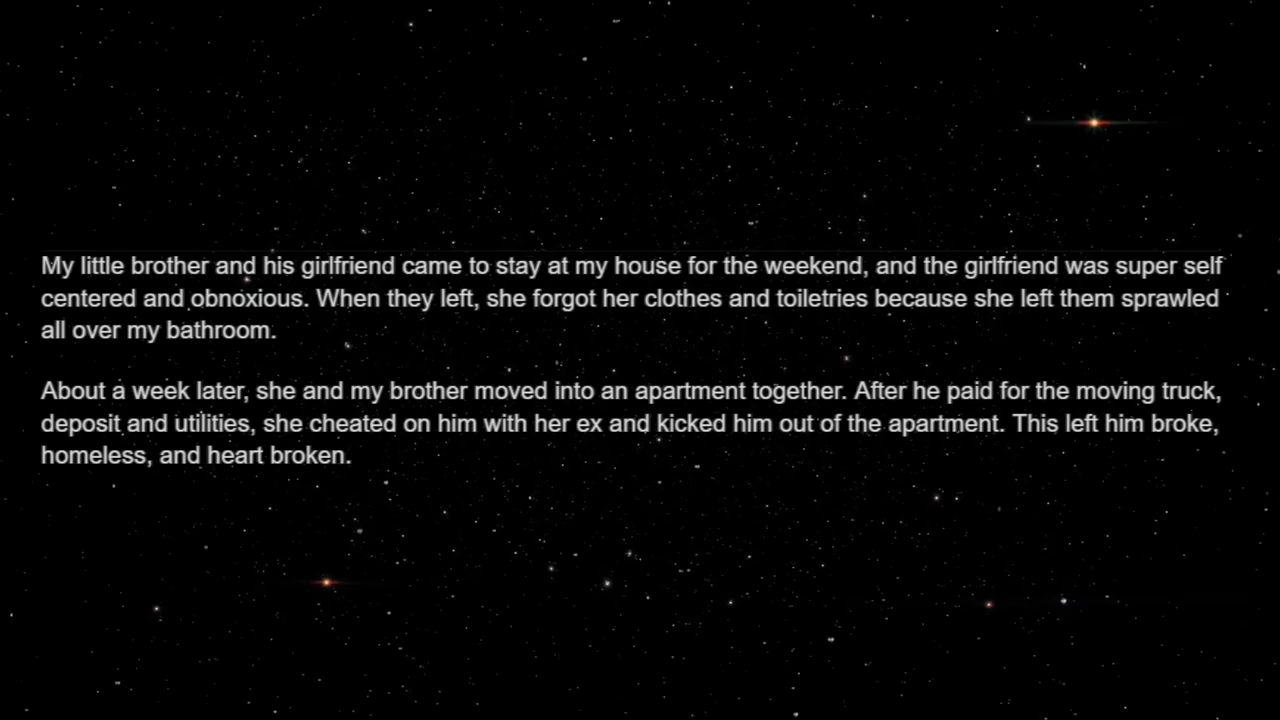 My little brother and his girlfriend came to stay at my house for the weekend, and the girlfriend was super self
centered and obnoxious. When they left, she forgot her clothes and toiletries because she left them sprawled
all over my bathroom.
About a week later, she and my brother moved into an apartment together. After he paid for the moving truck,
deposit and utilities, she cheated on him with her ex and kicked him out of the apartment. This left him broke,
homeless, and heart broken.